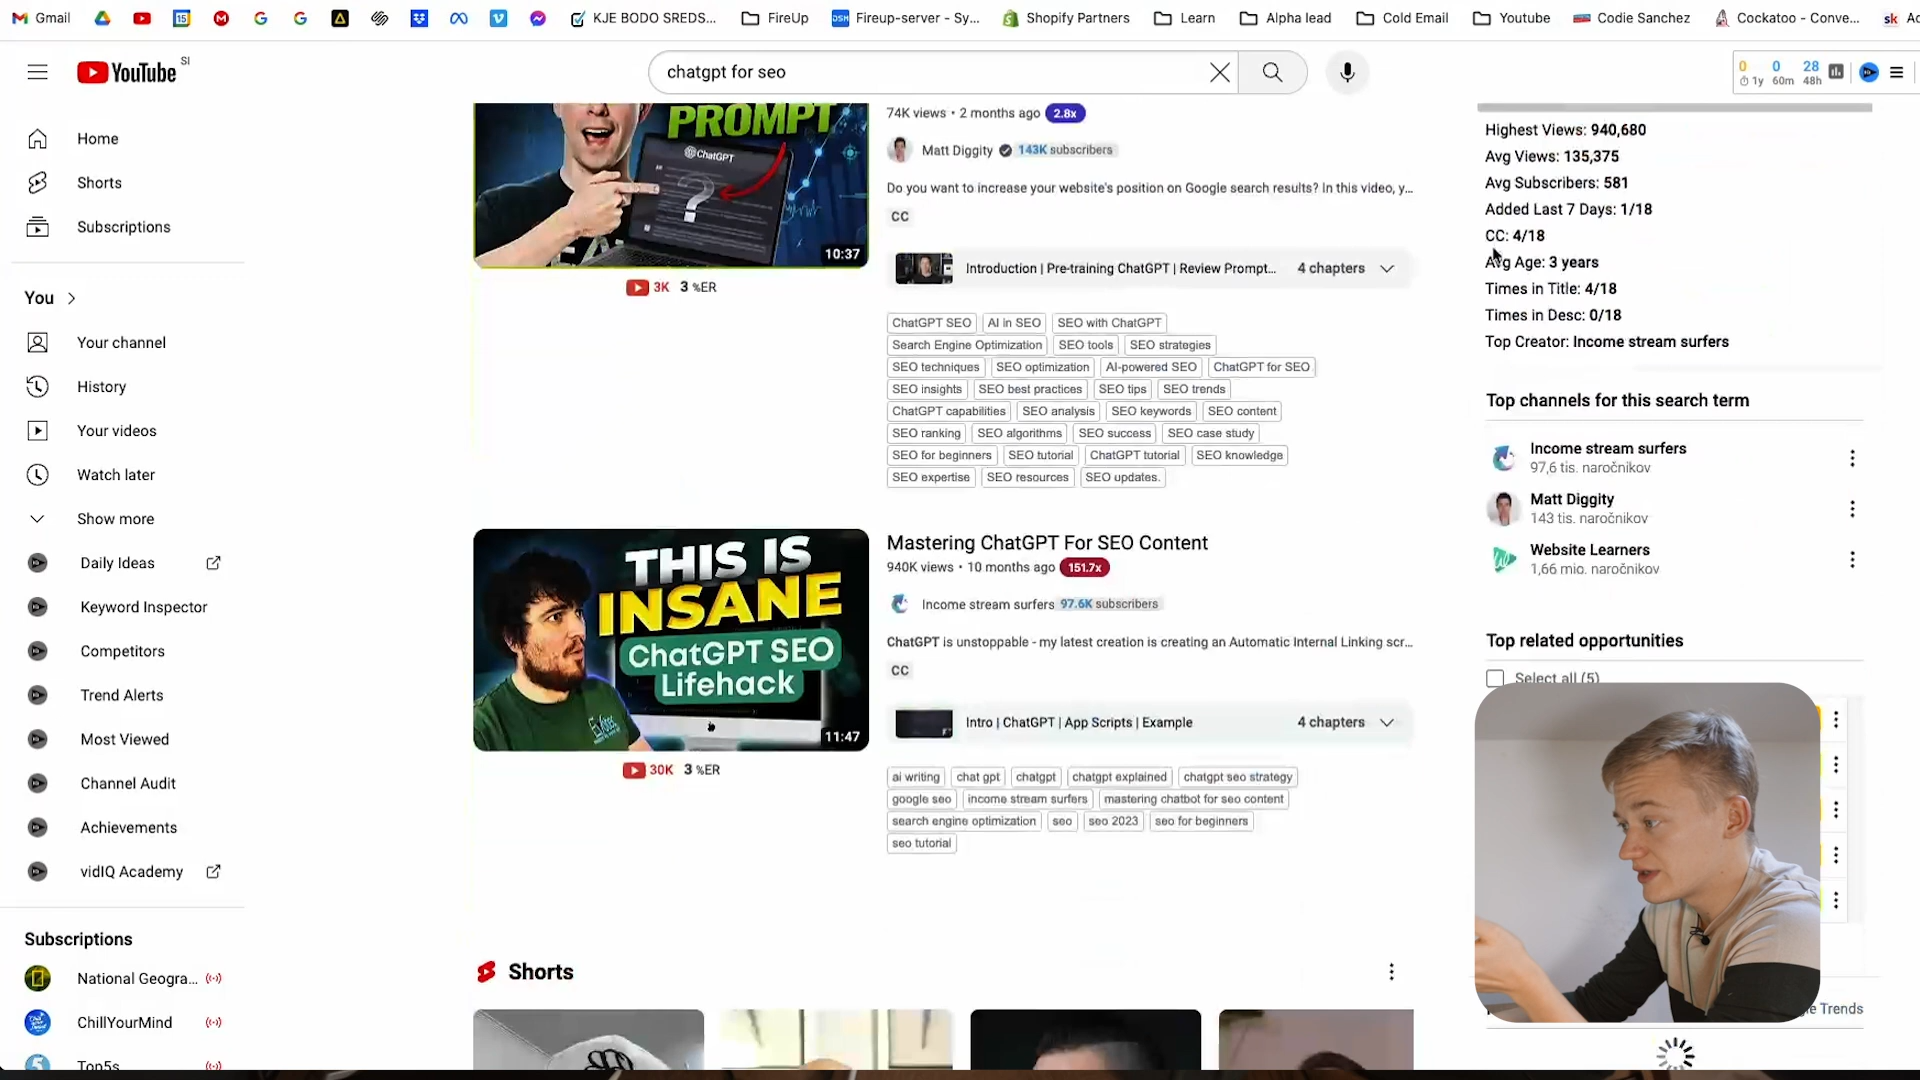 Gmail
KJE BODO SREDS...
FireUp
Fireup-server - Sy...
Shopify Partners
Learn
Alpha lead
Cold Email
Youtube
Codie Sanchez
Cockatoo - Conve...
YouTube SI
chatgpt for seo
0 0 28
1y 60m 48h
Home
Shorts
Subscriptions
You
Your channel
History
Your videos
Watch later
Show more
Daily Ideas
Keyword Inspector
Competitors
Trend Alerts
Most Viewed
Channel Audit
Achievements
vidIQ Academy
Subscriptions
National Geogra...
ChillYourMind
Top5s
PROMPT
ChatGPT
?
10:37
3K 3 %ER
74K views • 2 months ago 2.8x
Matt Diggity 143K subscribers
Do you want to increase your website's position on Google search results? In this video, y...
CC
Introduction | Pre-training ChatGPT | Review Prompt... 4 chapters
ChatGPT SEO AI in SEO SEO with ChatGPT
Search Engine Optimization SEO tools SEO strategies
SEO techniques SEO optimization AI-powered SEO ChatGPT for SEO
SEO insights SEO best practices SEO tips SEO trends
ChatGPT capabilities SEO analysis SEO keywords SEO content
SEO ranking SEO algorithms SEO success SEO case study
SEO for beginners SEO tutorial ChatGPT tutorial SEO knowledge
SEO expertise SEO resources SEO updates.
THIS IS
INSANE
ChatGPT SEO
Lifehack
11:47
30K 3 %ER
Mastering ChatGPT For SEO Content
940K views • 10 months ago 151.7x
Income stream surfers 97.6K subscribers
ChatGPT is unstoppable - my latest creation is creating an Automatic Internal Linking scr...
CC
Intro | ChatGPT | App Scripts | Example 4 chapters
ai writing chat gpt chatgpt chatgpt explained chatgpt seo strategy
google seo income stream surfers mastering chatbot for seo content
search engine optimization seo seo 2023 seo for beginners
seo tutorial
Shorts
Highest Views: 940,680
Avg Views: 135,375
Avg Subscribers: 581
Added Last 7 Days: 1/18
CC: 4/18
Avg Age: 3 years
Times in Title: 4/18
Times in Desc: 0/18
Top Creator: Income stream surfers
Top channels for this search term
Income stream surfers
97,6 tis. naročnikov
Matt Diggity
143 tis. naročnikov
Website Learners
1,66 mio. naročnikov
Top related opportunities
Select all (5)
Trends